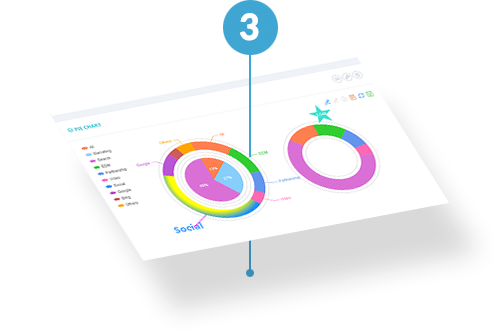 3
PIE CHART
All
Marketing
Search
EDM
Partnership
Video
Social
Google
Bing
Others
Others
All
EDM
Google
Partnership
Video
Social